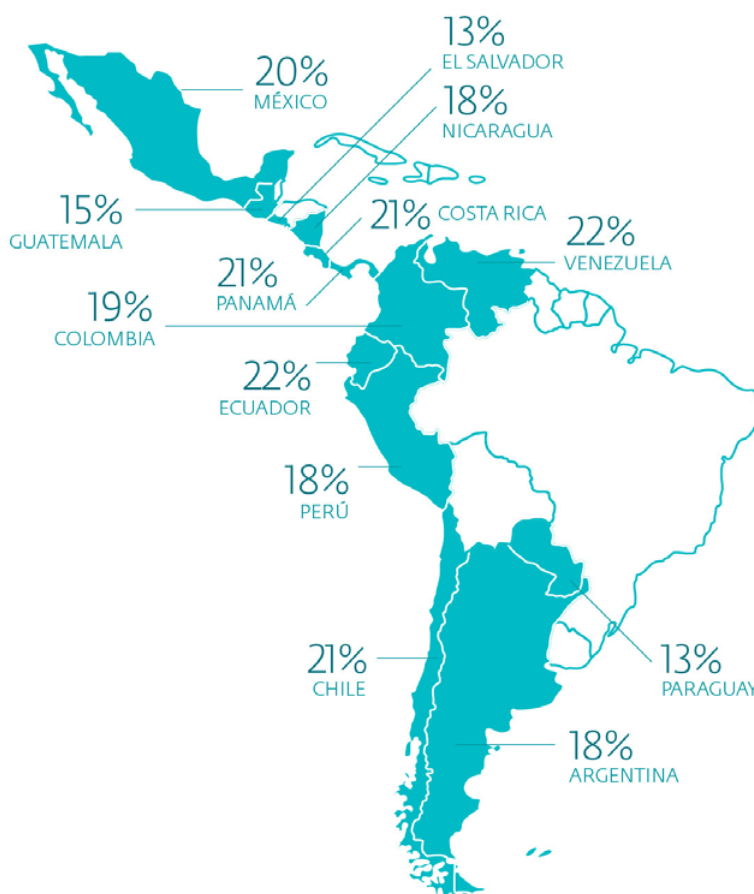 13%
EL SALVADOR
20%
MÉXICO
18%
NICARAGUA
15%
GUATEMALA
21% COSTA RICA
22%
VENEZUELA
21%
PANAMÁ
19%
COLOMBIA
22%
ECUADOR
18%
PERÚ
21%
CHILE
13%
PARAGUAY
18%
ARGENTINA